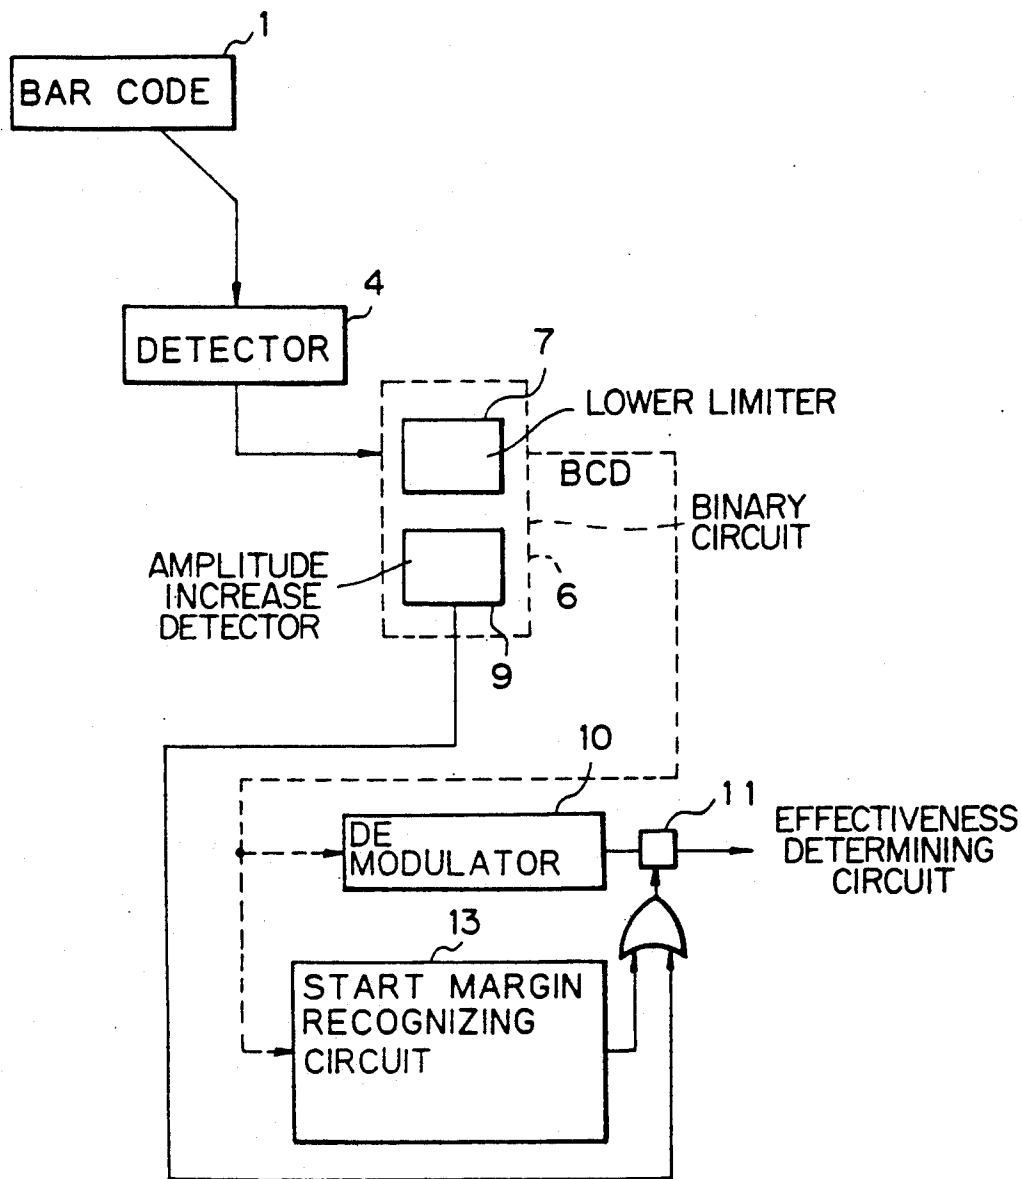 1
BAR CODE
4
DETECTOR
7
LOWER LIMITER
BCD
BINARY
CIRCUIT
AMPLITUDE
INCREASE
DETECTOR
6
9
10
11
DE
MODULATOR
EFFECTIVENESS
DETERMINING
CIRCUIT
13
START MARGIN
RECOGNIZING
CIRCUIT